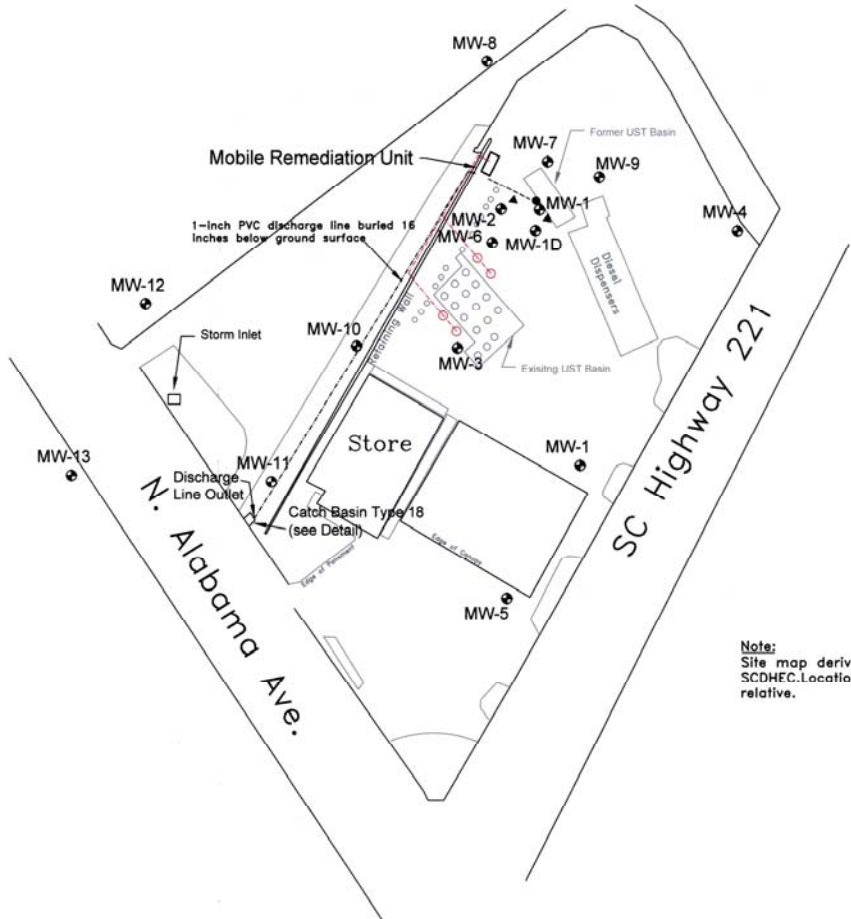 MW-8
Former UST Basin
MW-7
Mobile Remediation Unit
MW-9
1-inch PVC discharge line buried 16
inches below ground surface
MW-2
MW-1
MW-4
MW-6
MW-1D
Diesel
Dispensers
MW-12
Storm Inlet
MW-10
Retaining Wall
MW-3
Exisitng UST Basin
SC Highway 221
Store
MW-13
MW-11
MW-1
Discharge
Line Outlet
Catch Basin Type 18
(see Detail)
N. Alabama Ave.
Edge of Canopy
Edge of Pavement
MW-5
Note:
Site map deriv
SCDHEC.Locatio
relative.